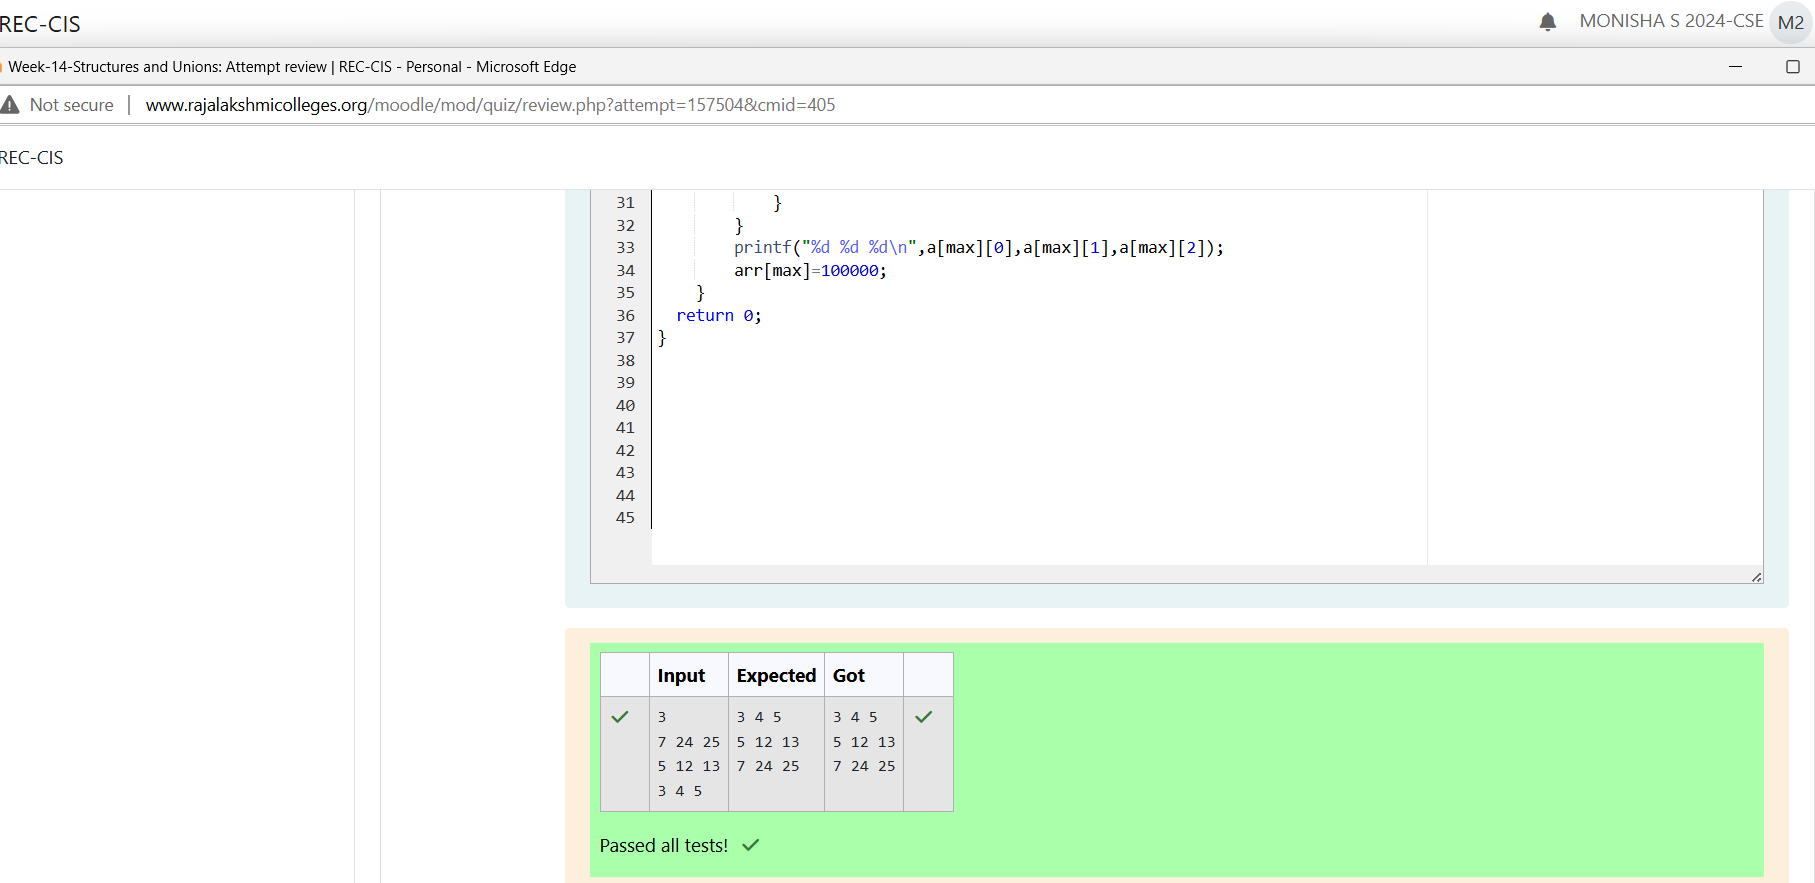 REC-CIS
MONISHA S 2024-CSE M2
Week-14-Structures and Unions: Attempt review | REC-CIS - Personal - Microsoft Edge
Not secure | www.rajalakshmicolleges.org/moodle/mod/quiz/review.php?attempt=157504&cmid=405
REC-CIS
31 }
32 }
33 printf("%d %d %d\n",a[max][0],a[max][1],a[max][2]);
34 arr[max]=100000;
35 }
36 return 0;
37 }
38
39
40
41
42
43
44
45
Input Expected Got
3 3 4 5 3 4 5
7 24 25 5 12 13 5 12 13
5 12 13 7 24 25 7 24 25
3 4 5
Passed all tests!